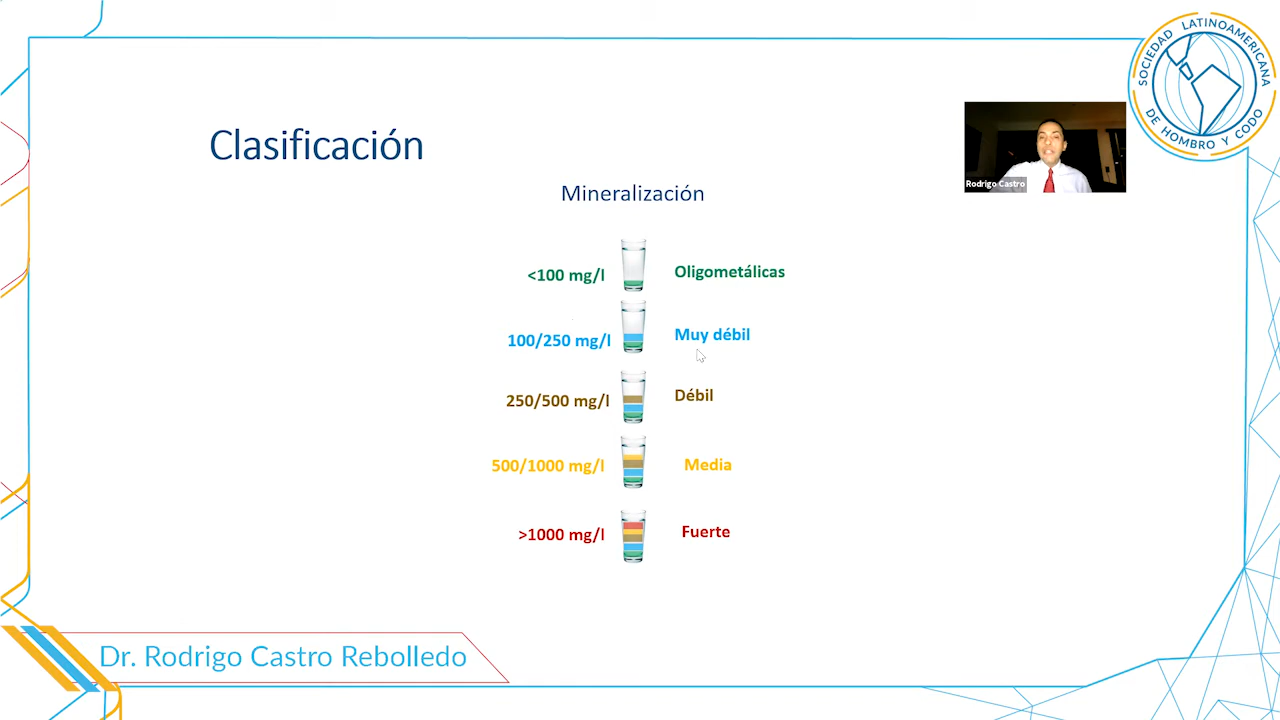 Clasificación
SOCIEDAD LATINOAMERICANA
DE HOMBRO Y CODO
Rodrigo Castro
Mineralización
<100 mg/l Oligometálicas
100/250 mg/l Muy débil
250/500 mg/l Débil
500/1000 mg/l Media
>1000 mg/l Fuerte
Dr. Rodrigo Castro Rebolledo